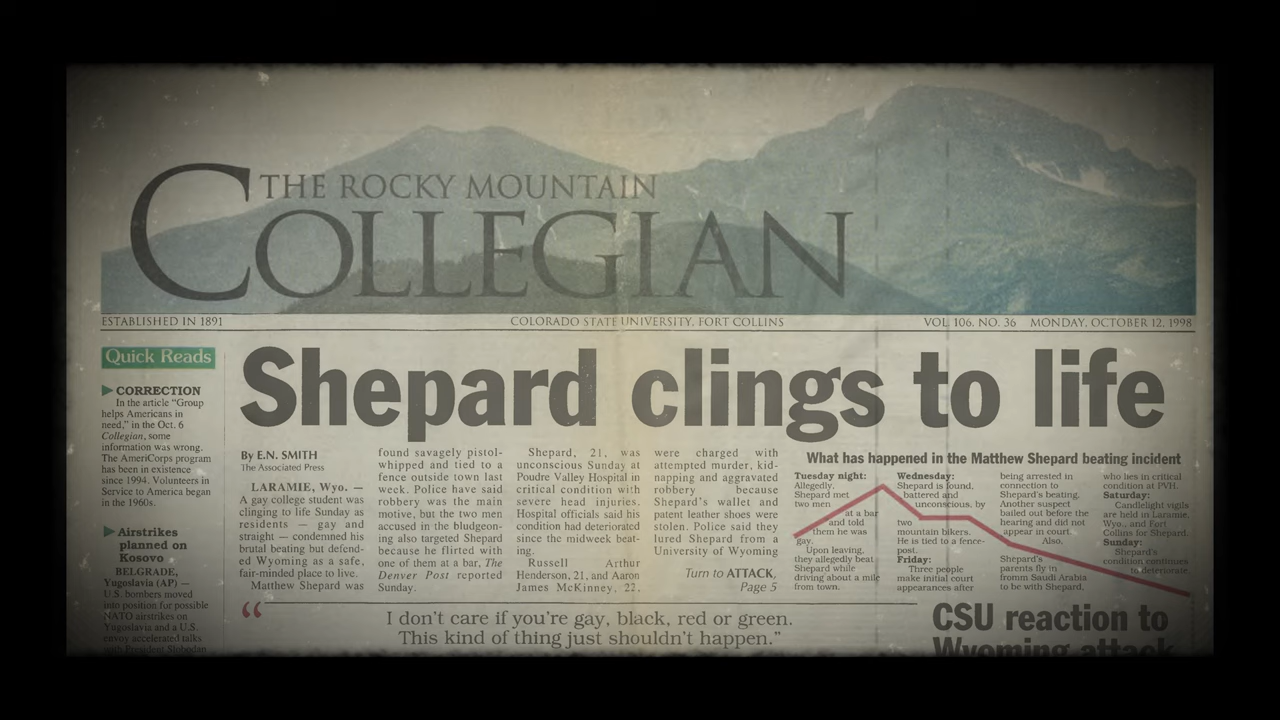 THE ROCKY MOUNTAIN
COLLEGIAN
ESTABLISHED IN 1891
COLORADO STATE UNIVERSITY, FORT COLLINS
VOL. 106, NO. 36 MONDAY, OCTOBER 12, 1998
Quick Reads
CORRECTION
In the article "Group
helps Americans in
need," in the Oct. 6
Collegian, some
information was wrong.
The AmeriCorps program
has been in existence
since 1994. Volunteers in
Service to America began
in the 1960s.
Airstrikes
planned on
Kosovo
BELGRADE,
Yugoslavia (AP) —
U.S. bombers moved
into position for possible
NATO airstrikes on
Yugoslavia and a U.S.
envoy accelerated talks
with President Slobodan
Shepard clings to life
By E.N. SMITH
The Associated Press
LARAMIE, Wyo. —
A gay college student was
clinging to life Sunday as
residents — gay and
straight — condemned his
brutal beating but defend-
ed Wyoming as a safe,
fair-minded place to live.
Matthew Shepard was
found savagely pistol-
whipped and tied to a
fence outside town last
week. Police have said
robbery was the main
motive, but the two men
accused in the bludgeon-
ing also targeted Shepard
because he flirted with
one of them at a bar, The
Denver Post reported
Sunday.
Shepard, 21, was
unconscious Sunday at
Poudre Valley Hospital in
critical condition with
severe head injuries.
Hospital officials said his
condition had deteriorated
since the midweek beat-
ing.
Russell Arthur
Henderson, 21, and Aaron
James McKinney, 22,
were charged with
attempted murder, kid-
napping and aggravated
robbery because
Shepard's wallet and
patent leather shoes were
stolen. Police said they
lured Shepard from a
University of Wyoming
Turn to ATTACK,
Page 5
What has happened in the Matthew Shepard beating incident
Tuesday night:
Allegedly,
Shepard met
two men
at a bar
and told
them he was
gay.
Upon leaving,
they allegedly beat
Shepard while
driving about a mile
from town.
Wednesday:
Shepard is found,
battered and
unconscious, by
two
mountain bikers.
He is tied to a fence-
post.
Friday:
Three people
make initial court
appearances after
being arrested in
connection to
Shepard's beating.
Another suspect
bailed out before the
hearing and did not
appear in court.
Also,
Shepard's
parents fly in
fromm Saudi Arabia
to be with Shepard,
who lies in critical
condition at PVH.
Saturday:
Candlelight vigils
are held in Laramie,
Wyo., and Fort
Collins for Shepard.
Sunday:
Shepard's
condition continues
to deteriorate.
“
I don't care if you're gay, black, red or green.
This kind of thing just shouldn't happen.”
CSU reaction to
Wyoming attack